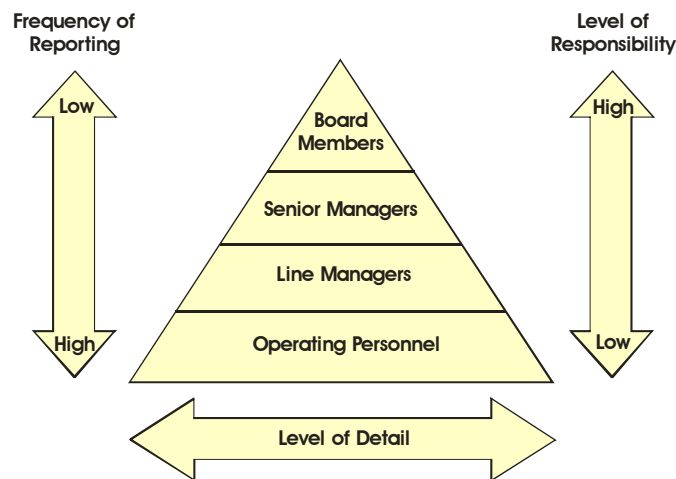 Frequency of
Reporting
Level of
Responsibility
Low
High
Board
Members
Senior Managers
Line Managers
Operating Personnel
High
Low
Level of Detail